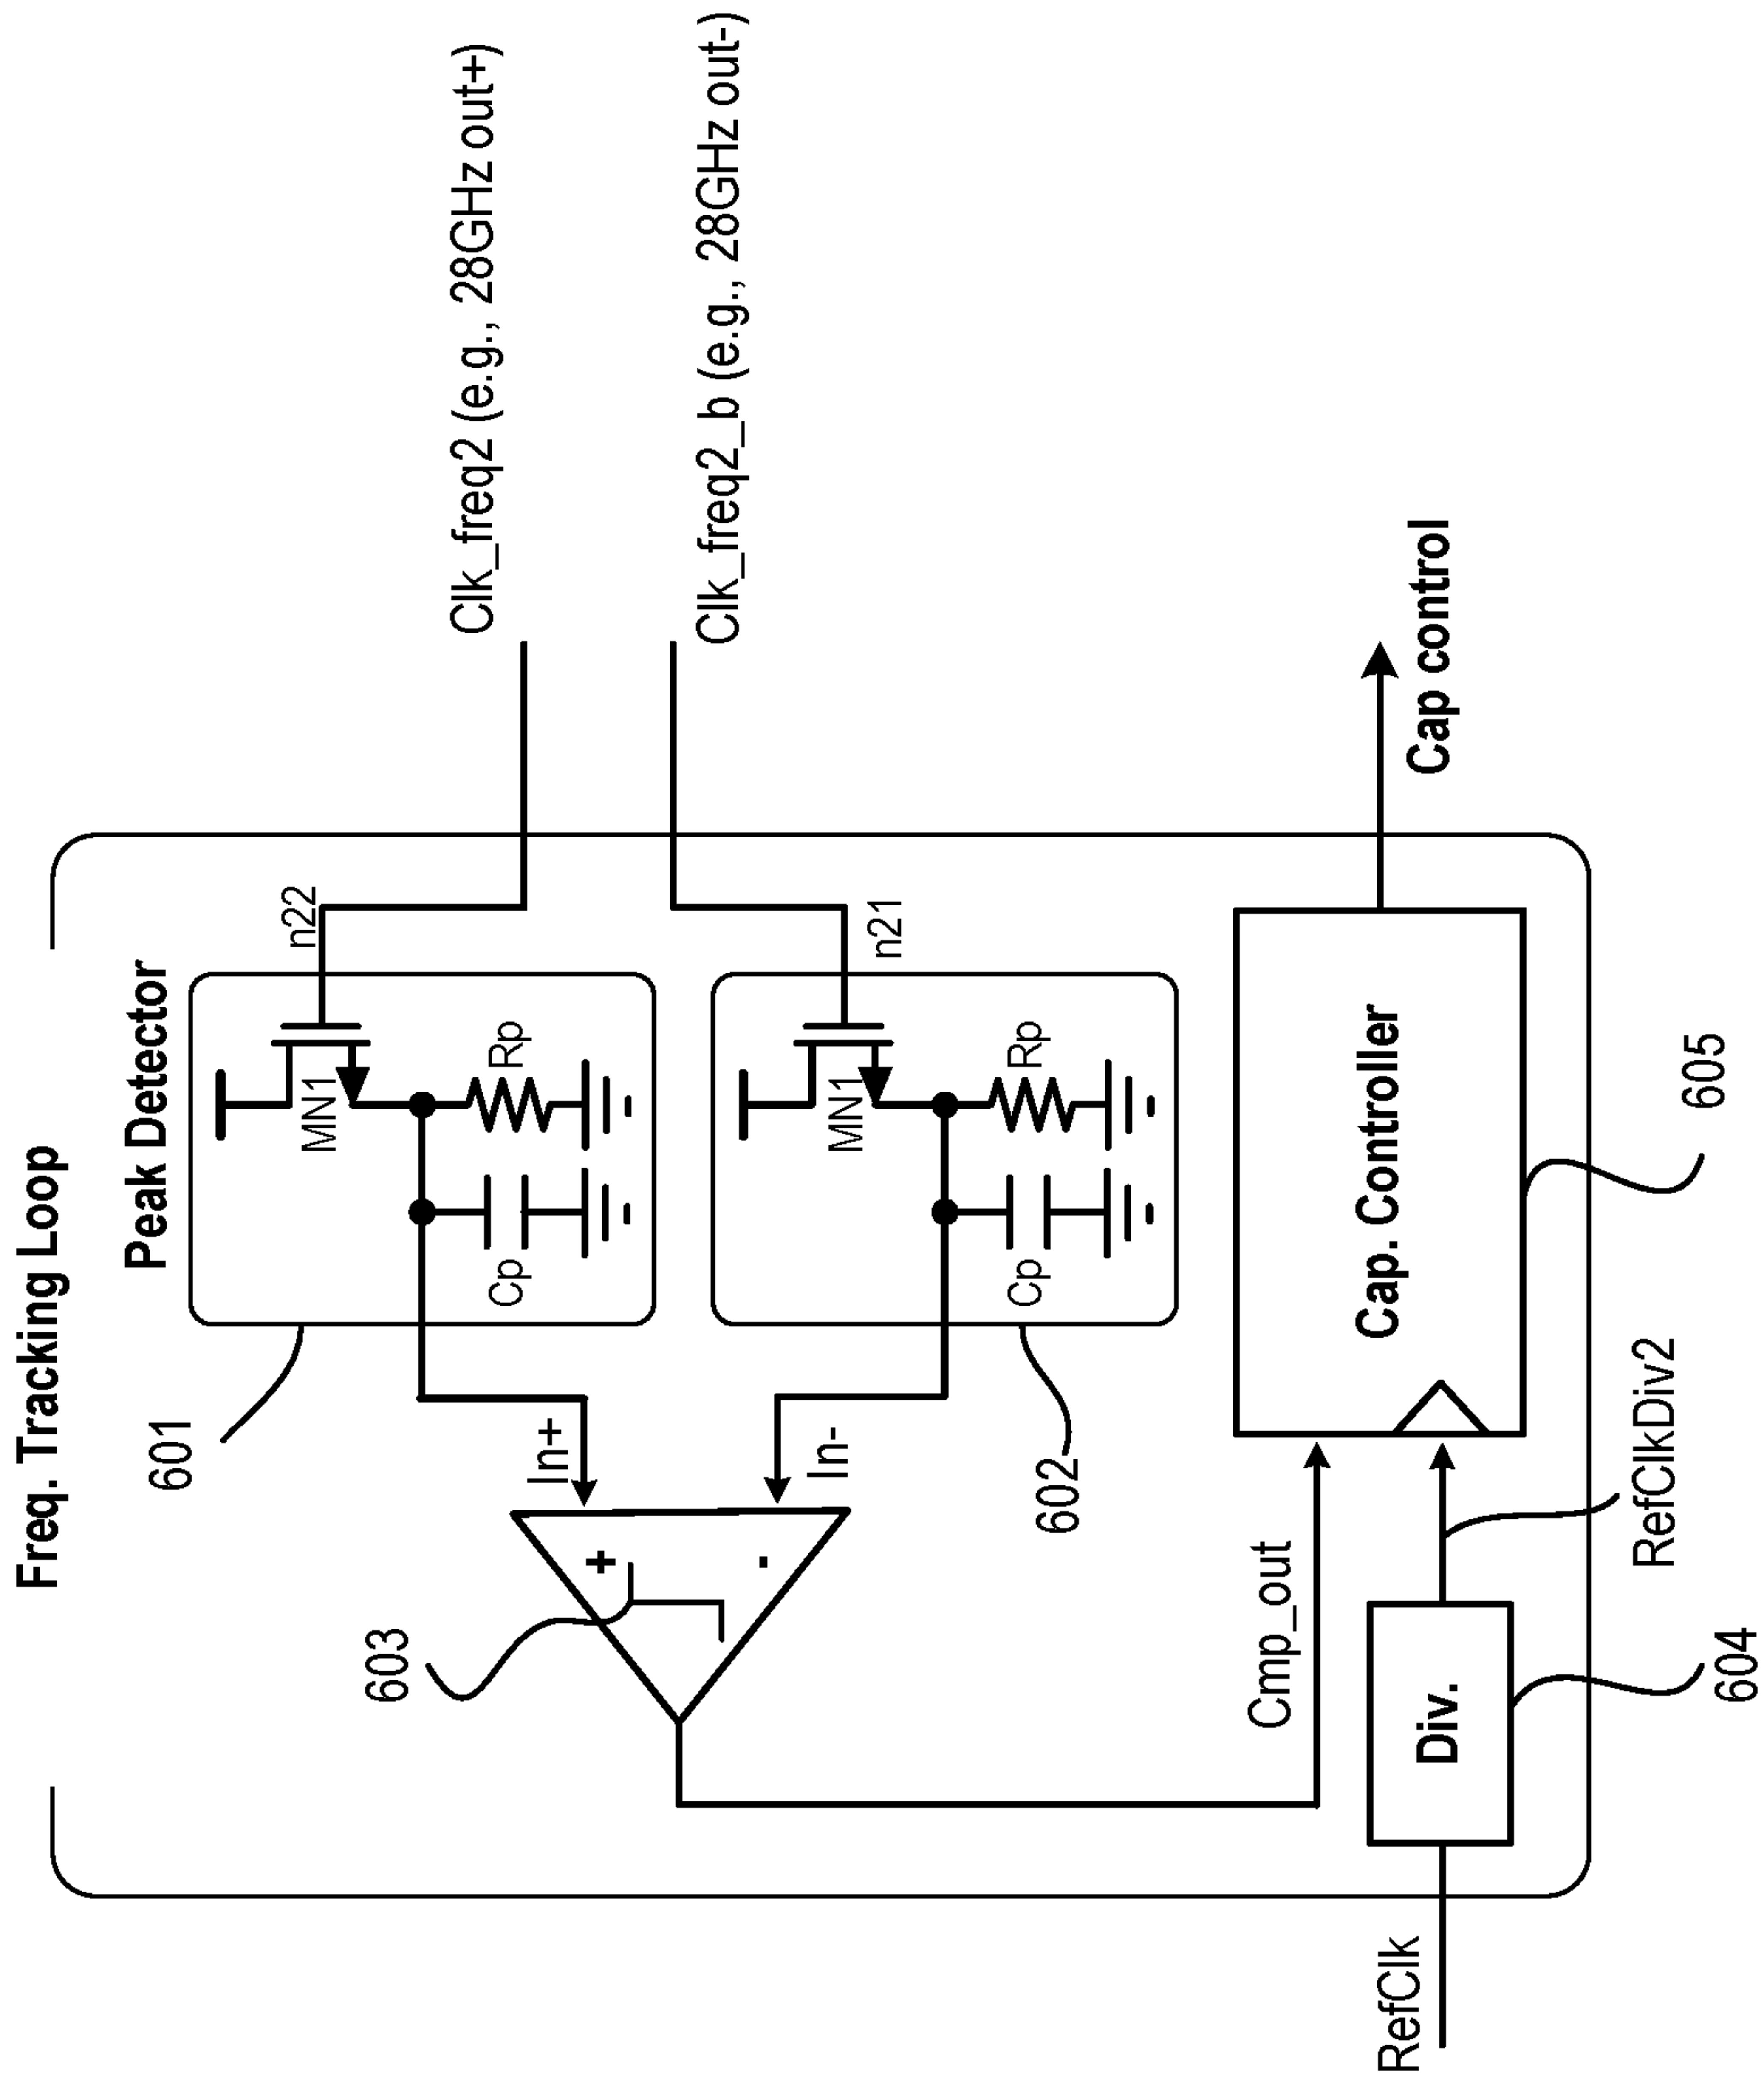 Freq. Tracking Loop
Peak Detector
601
n22
MN1
Rp
Cp
Clk_freq2 (e.g., 28GHz out+)
Clk_freq2_b (e.g., 28GHz out-)
In+
In-
603
+
-
602
n21
MN1
Rp
Cp
Cmp_out
Cap. Controller
Cap control
605
RefClk
Div.
RefClkDiv2
604